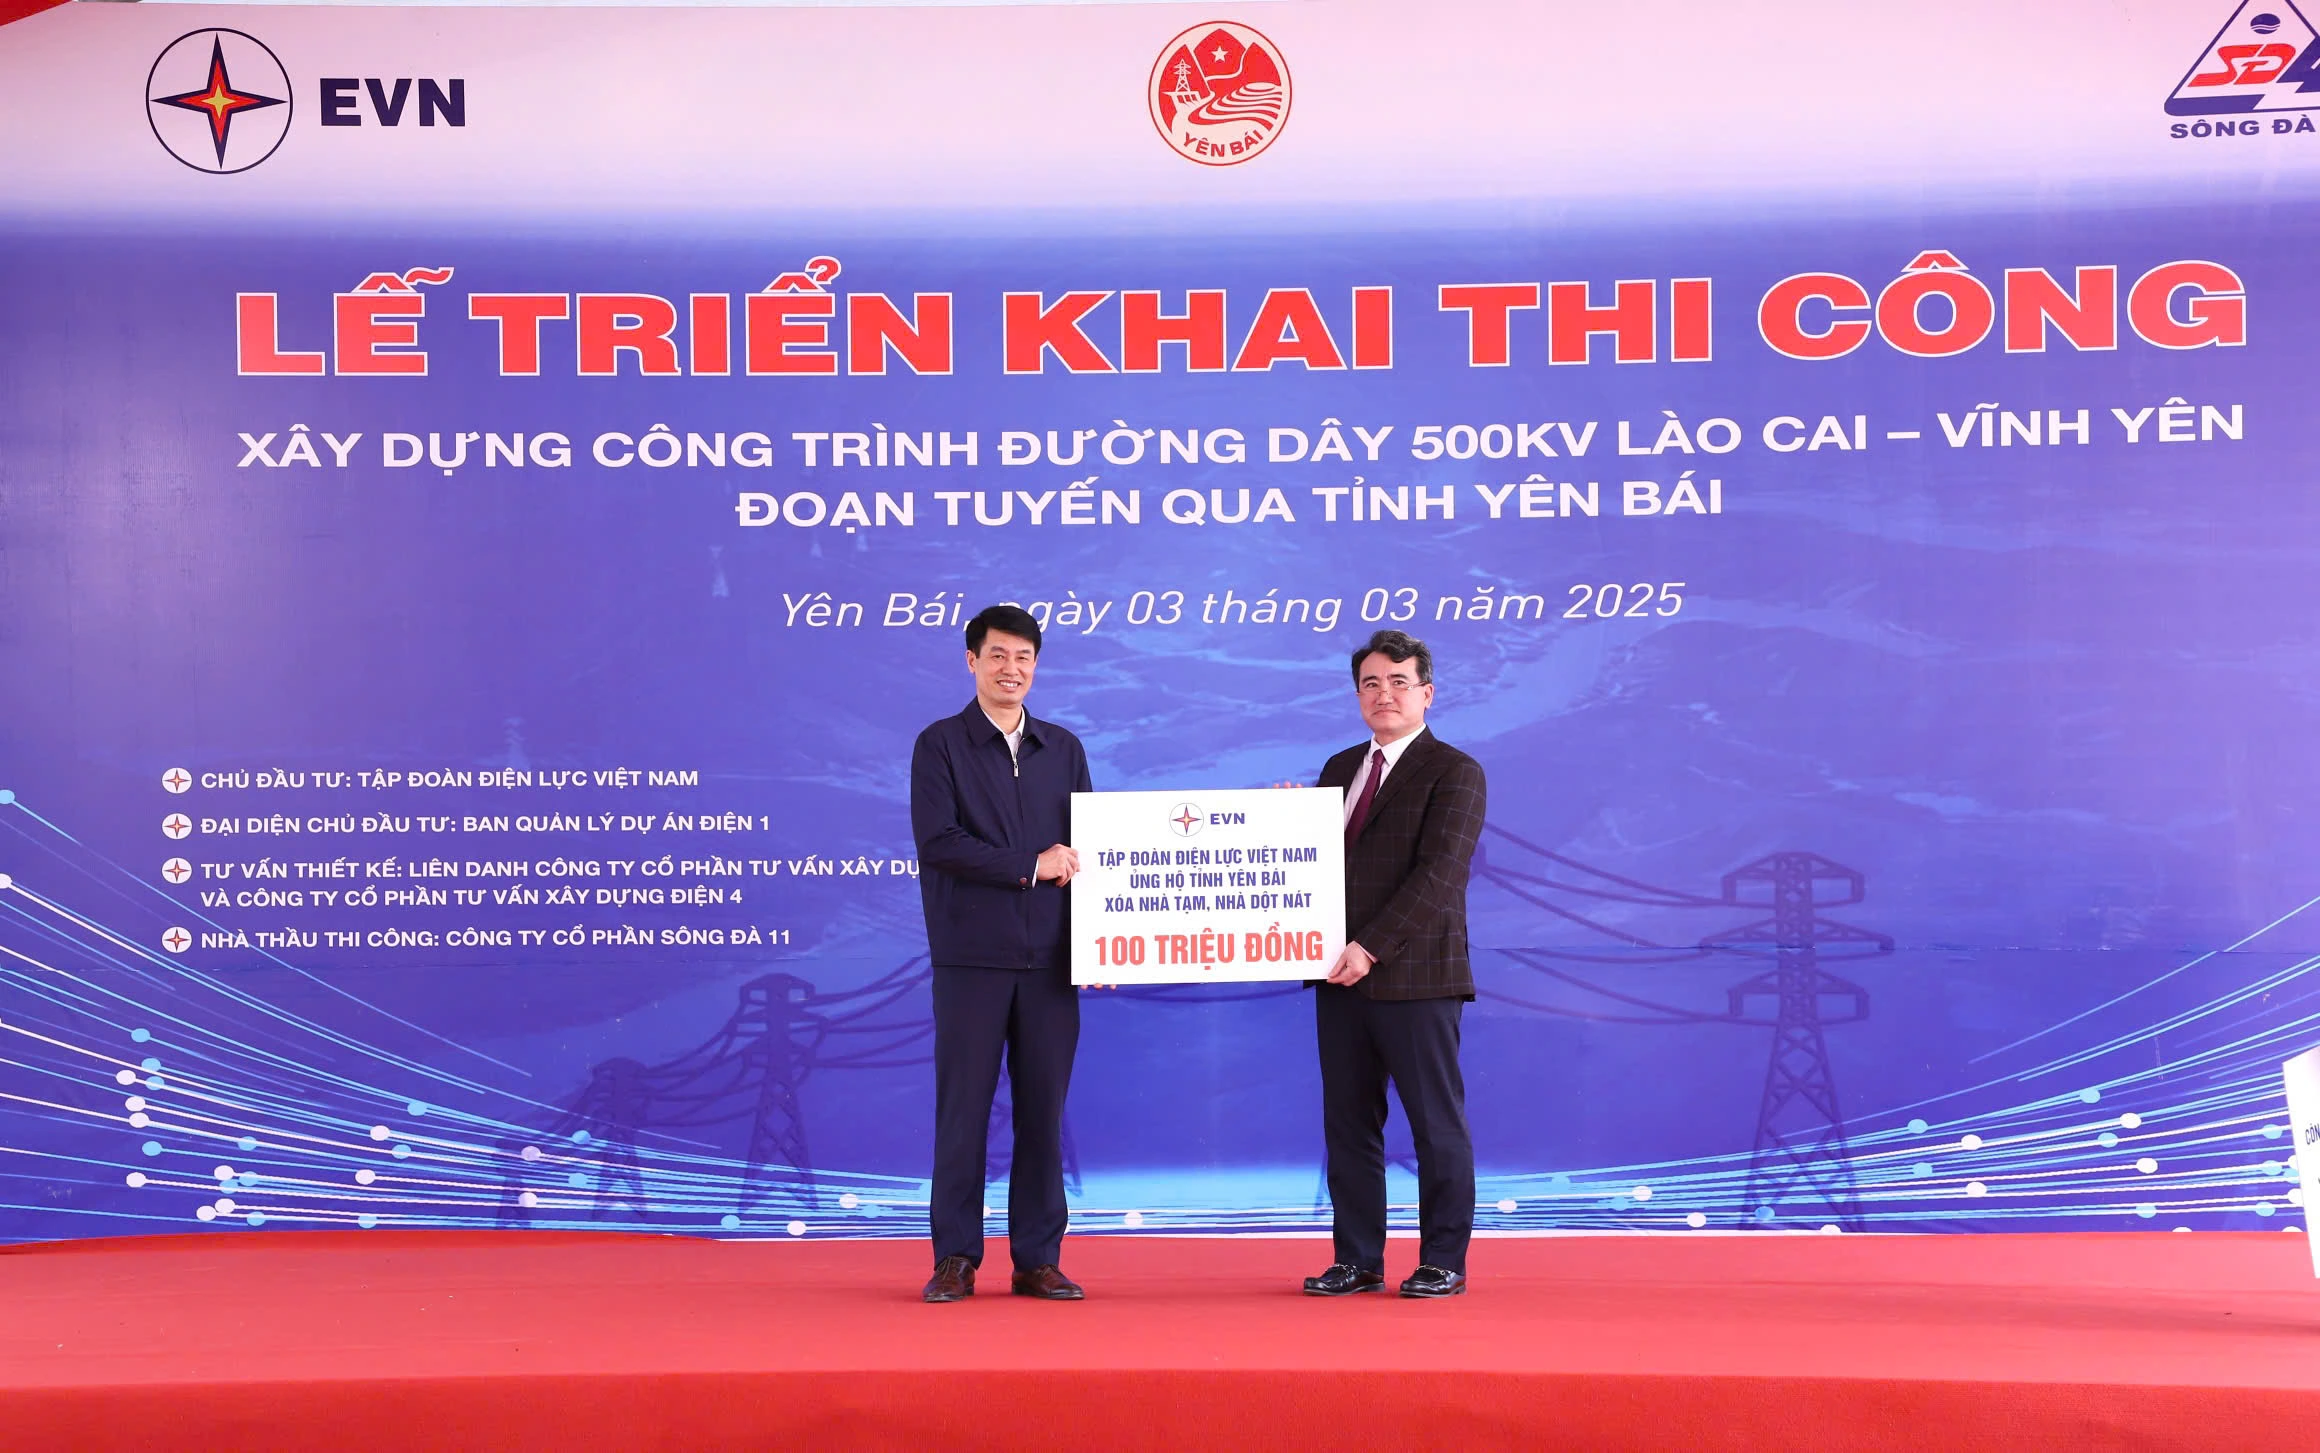 EVN
YÊN BÁI
SÔNG ĐÀ
LỄ TRIỂN KHAI THI CÔNG
XÂY DỰNG CÔNG TRÌNH ĐƯỜNG DÂY 500KV LÀO CAI – VĨNH YÊN
ĐOẠN TUYẾN QUA TỈNH YÊN BÁI
Yên Bái, ngày 03 tháng 03 năm 2025
CHỦ ĐẦU TƯ: TẬP ĐOÀN ĐIỆN LỰC VIỆT NAM
ĐẠI DIỆN CHỦ ĐẦU TƯ: BAN QUẢN LÝ DỰ ÁN ĐIỆN 1
TƯ VẤN THIẾT KẾ: LIÊN DANH CÔNG TY CỔ PHẦN TƯ VẤN XÂY
VÀ CÔNG TY CỔ PHẦN TƯ VẤN XÂY DỰNG ĐIỆN 4
NHÀ THẦU THI CÔNG: CÔNG TY CỔ PHẦN SÔNG ĐÀ 11
EVN
TẬP ĐOÀN ĐIỆN LỰC VIỆT NAM
ỦNG HỘ TỈNH YÊN BÁI
XÓA NHÀ TẠM, NHÀ DỘT NÁT
100 TRIỆU ĐỒNG